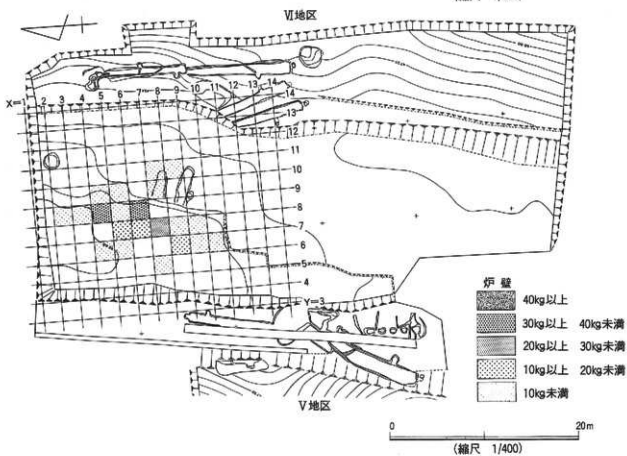 Ⅵ地区
X=1 2 3 4 5 6 7 8 9 10 11 12 13 14
14
13
12
11
10
9
8
7
6
5
4
Y=3
炉壁
40kg以上
30kg以上 40kg未満
20kg以上 30kg未満
10kg以上 20kg未満
10kg未満
Ⅴ地区
0 20m
(縮尺 1/400)